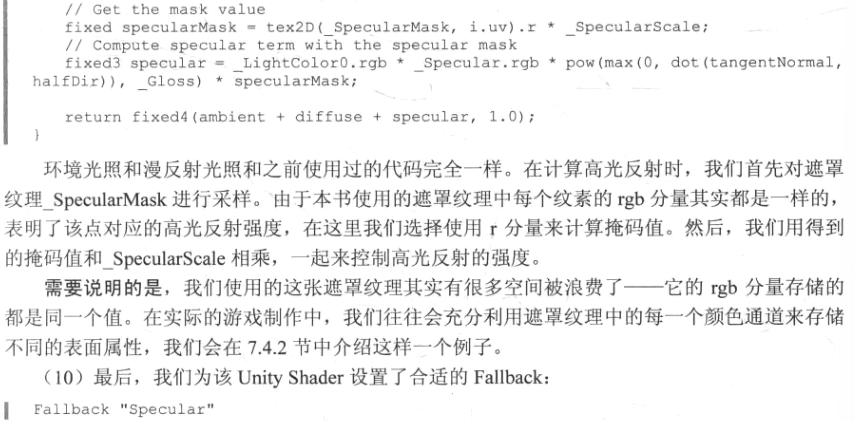 // Get the mask value
fixed specularMask = tex2D(_SpecularMask, i.uv).r * _SpecularScale;
// Compute specular term with the specular mask
fixed3 specular = _LightColor0.rgb * _Specular.rgb * pow(max(0, dot(tangentNormal,
halfDir)), _Gloss) * specularMask;
return fixed4(ambient + diffuse + specular, 1.0);
}
环境光照和漫反射光照和之前使用过的代码完全一样。在计算高光反射时，我们首先对遮罩
纹理_SpecularMask 进行采样。由于本书使用的遮罩纹理中每个纹素的 rgb 分量其实都是一样的，
表明了该点对应的高光反射强度，在这里我们选择使用 r 分量来计算掩码值。然后，我们用得到
的掩码值和_SpecularScale 相乘，一起来控制高光反射的强度。
需要说明的是，我们使用的这张遮罩纹理其实有很多空间被浪费了——它的 rgb 分量存储的
都是同一个值。在实际的游戏制作中，我们往往会充分利用遮罩纹理中的每一个颜色通道来存储
不同的表面属性，我们会在 7.4.2 节中介绍这样一个例子。
（10）最后，我们为该 Unity Shader 设置了合适的 Fallback：
Fallback "Specular"